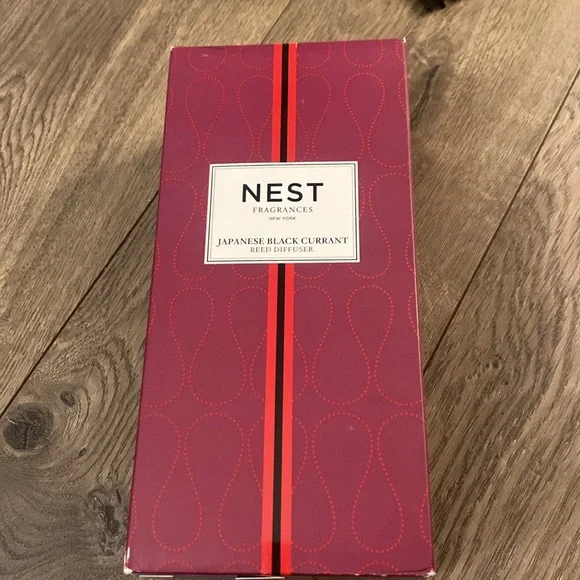 NEST
FRAGRANCES
NEW YORK
JAPANESE BLACK CURRANT
REED DIFFUSER